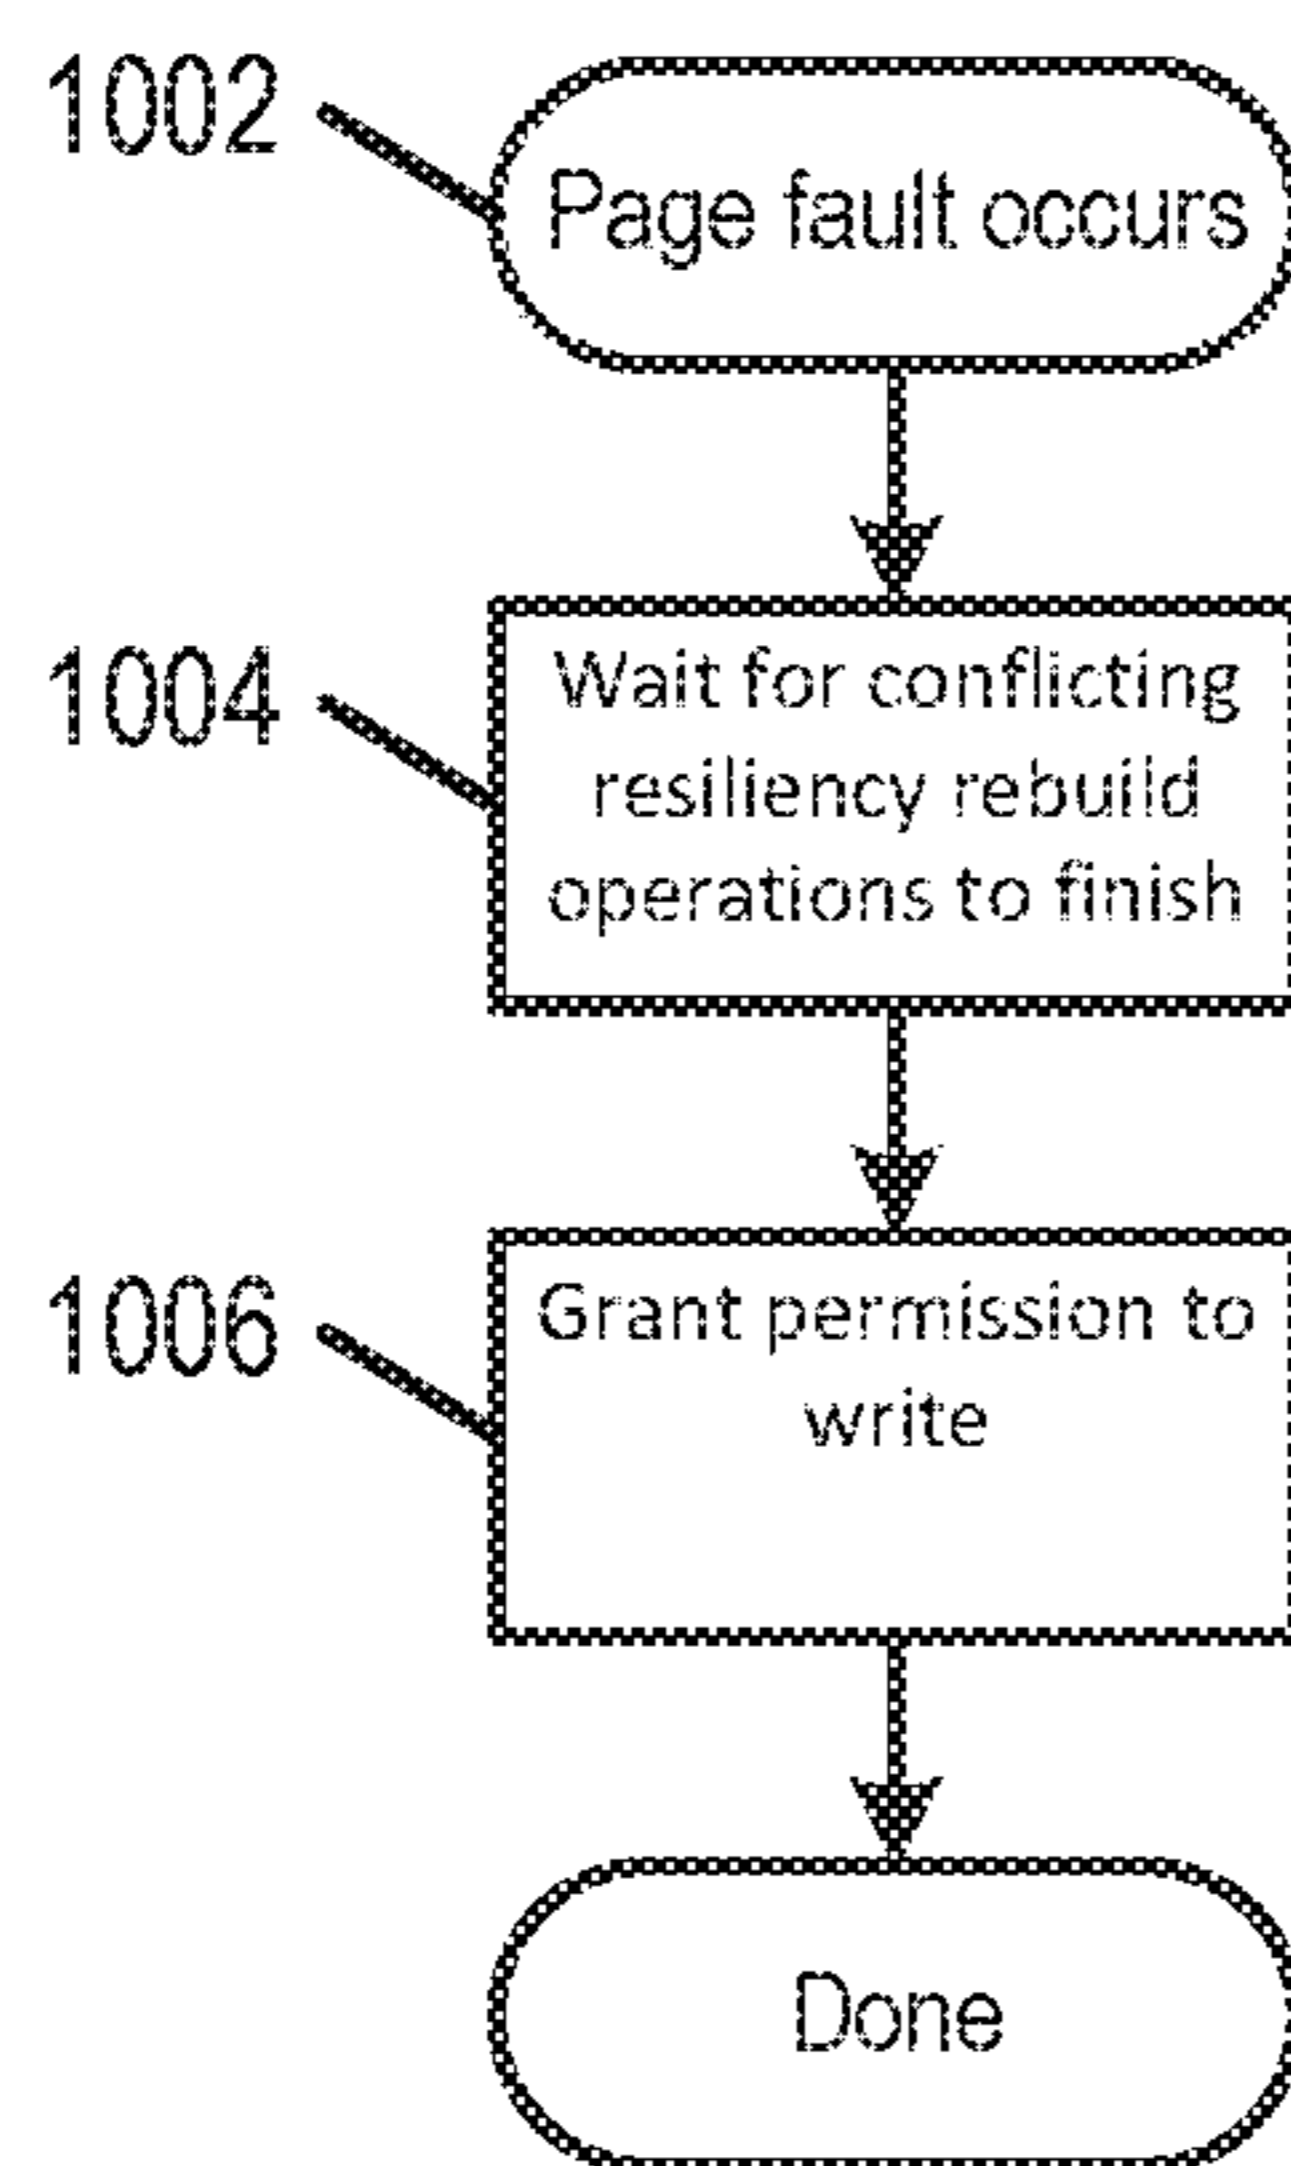 1002
Page fault occurs
1004
Wait for conflicting
resiliency rebuild
operations to finish
1006
Grant permission to
write
Done